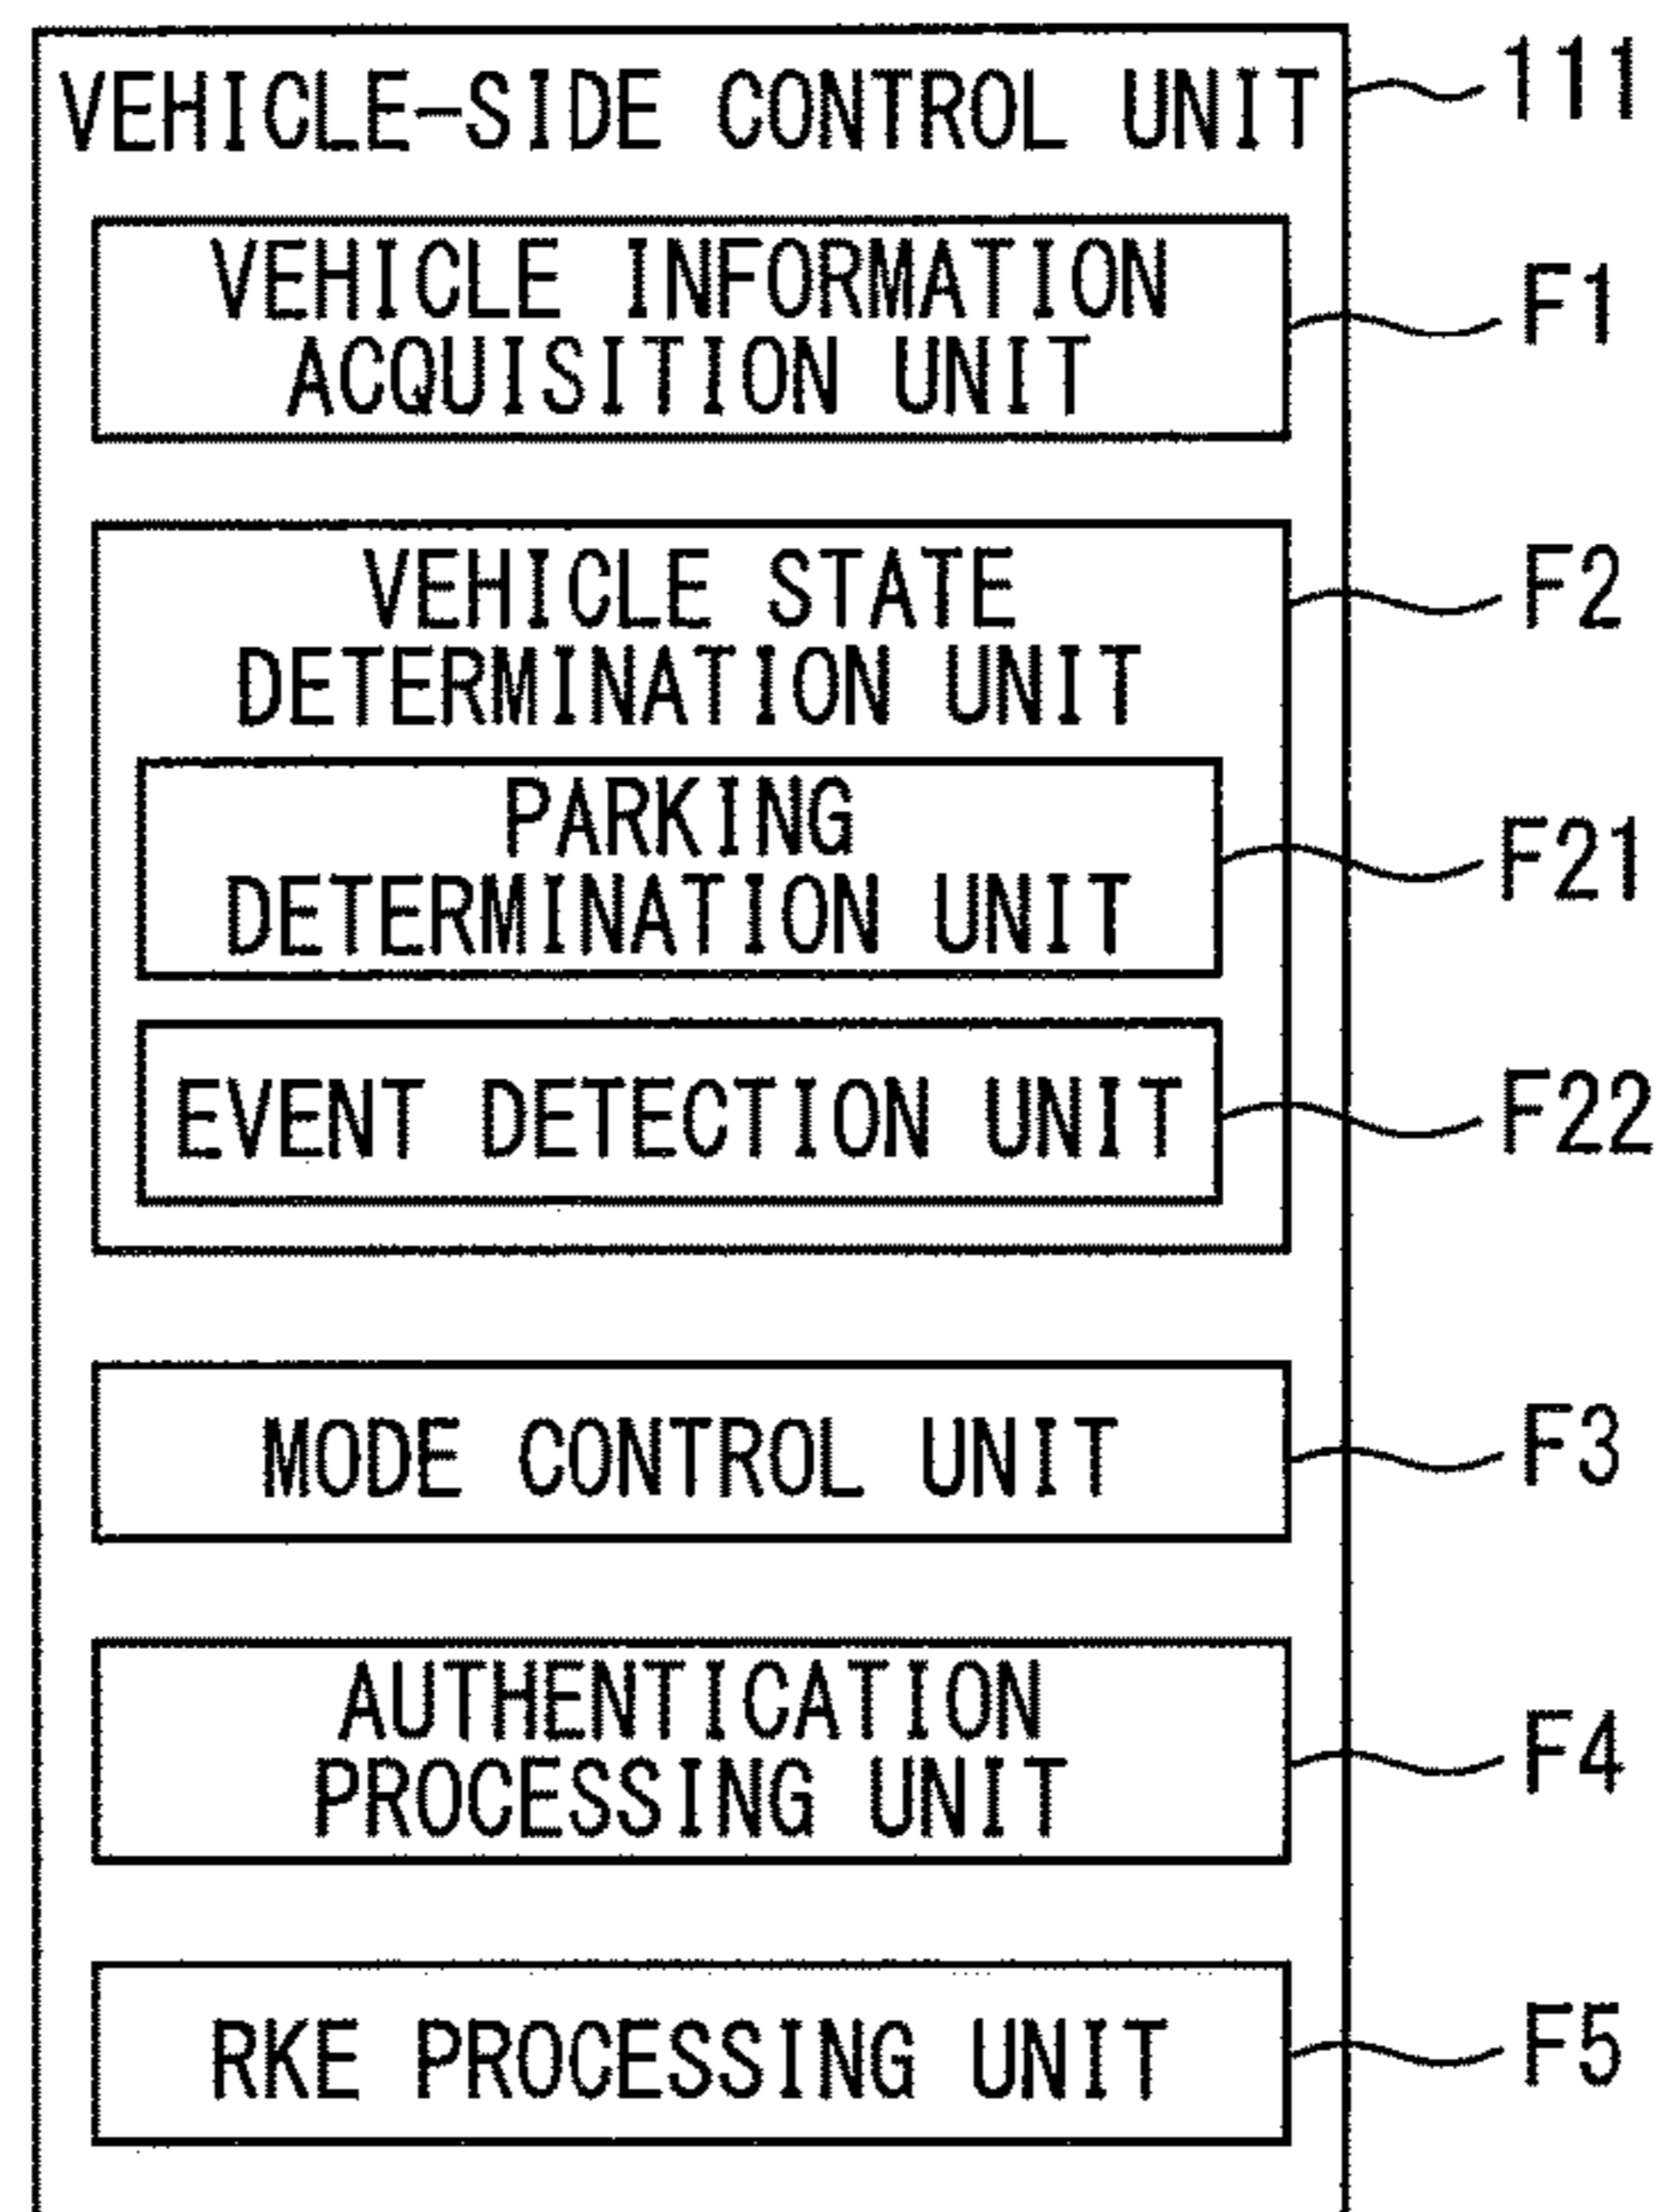 VEHICLE-SIDE CONTROL UNIT
111
VEHICLE INFORMATION
ACQUISITION UNIT
F1
VEHICLE STATE
DETERMINATION UNIT
F2
PARKING
DETERMINATION UNIT
F21
EVENT DETECTION UNIT
F22
MODE CONTROL UNIT
F3
AUTHENTICATION
PROCESSING UNIT
F4
RKE PROCESSING UNIT
F5